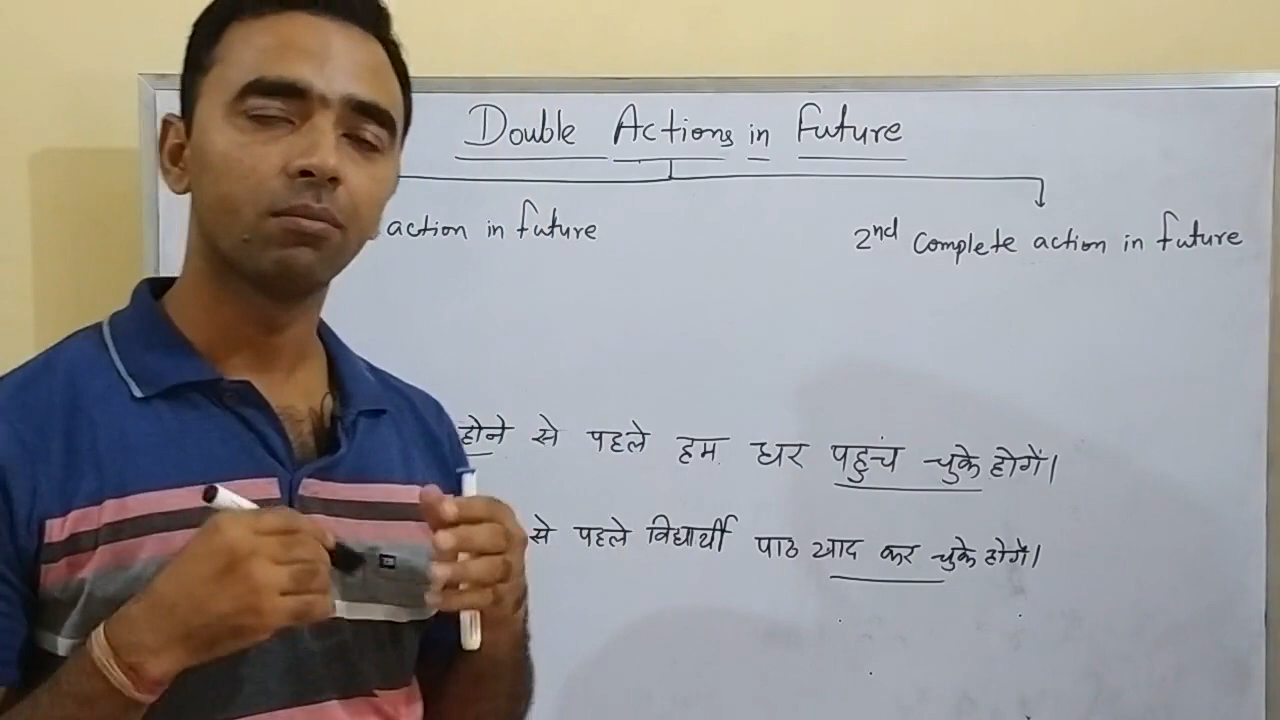 Double Actions in Future
action in future
2nd Complete action in future
होने से पहले हम घर पहुचं चुके होगें।
से पहले विद्यार्थी पाठ याद कर चुके होगें।